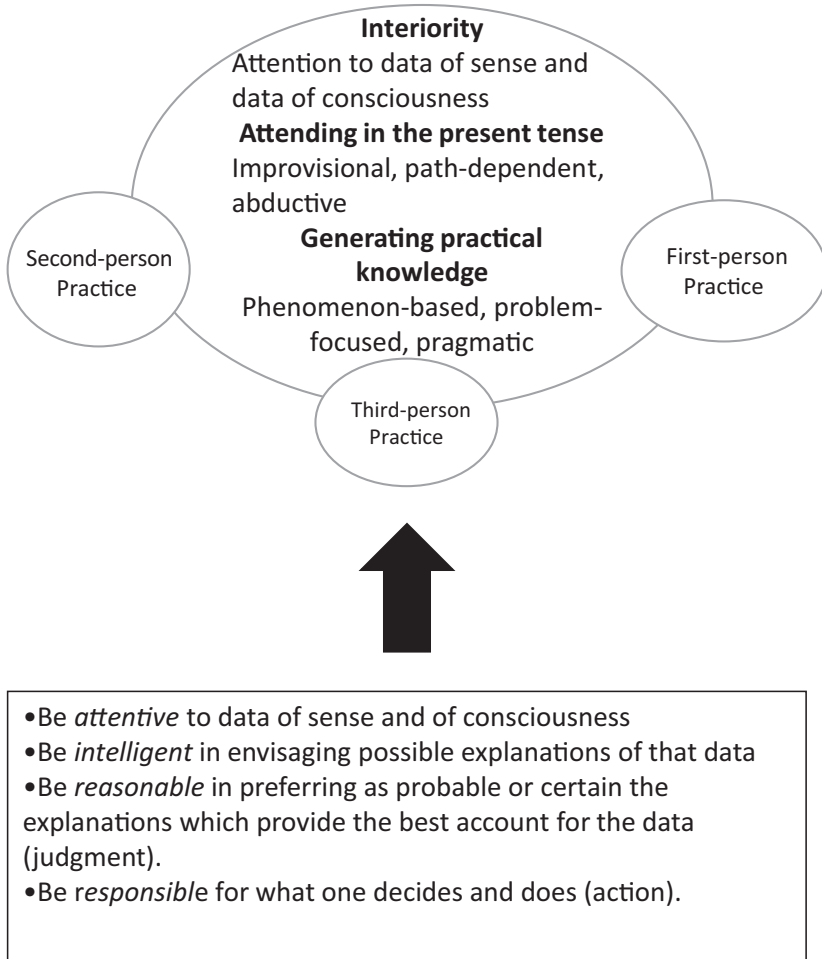 Interiority
Attention to data of sense and
data of consciousness
Attending in the present tense
Improvisional, path-dependent,
abductive
Generating practical
knowledge
Phenomenon-based, problem-
focused, pragmatic
Second-person
Practice
First-person
Practice
Third-person
Practice
•Be attentive to data of sense and of consciousness
•Be intelligent in envisaging possible explanations of that data
•Be reasonable in preferring as probable or certain the
explanations which provide the best account for the data
(judgment).
•Be responsible for what one decides and does (action).